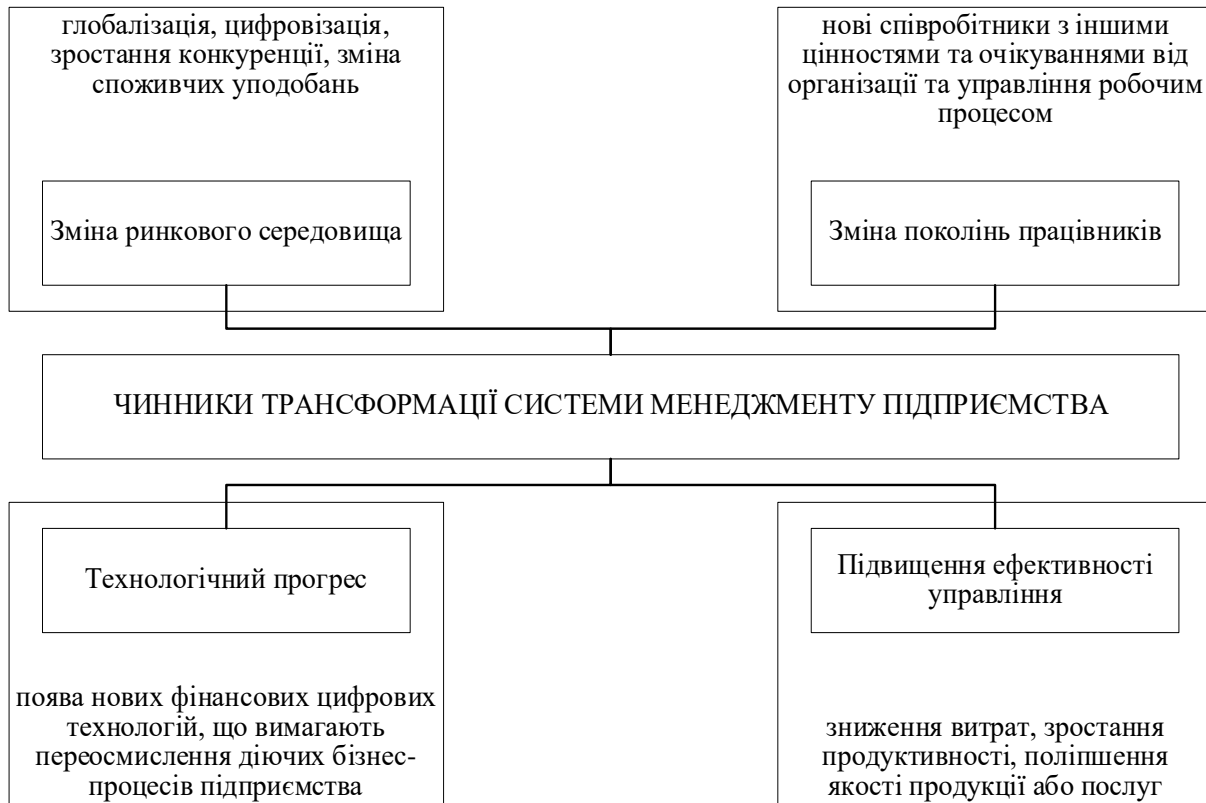 глобалізація, цифровізація,
зростання конкуренції, зміна
споживчих уподобань
Зміна ринкового середовища
нові співробітники з іншими
цінностями та очікуваннями від
організації та управління робочим
процесом
Зміна поколінь працівників
ЧИННИКИ ТРАНСФОРМАЦІЇ СИСТЕМИ МЕНЕДЖМЕНТУ ПІДПРИЄМСТВА
Технологічний прогрес
поява нових фінансових цифрових
технологій, що вимагають
переосмислення діючих бізнес-
процесів підприємства
Підвищення ефективності
управління
зниження витрат, зростання
продуктивності, поліпшення
якості продукції або послуг